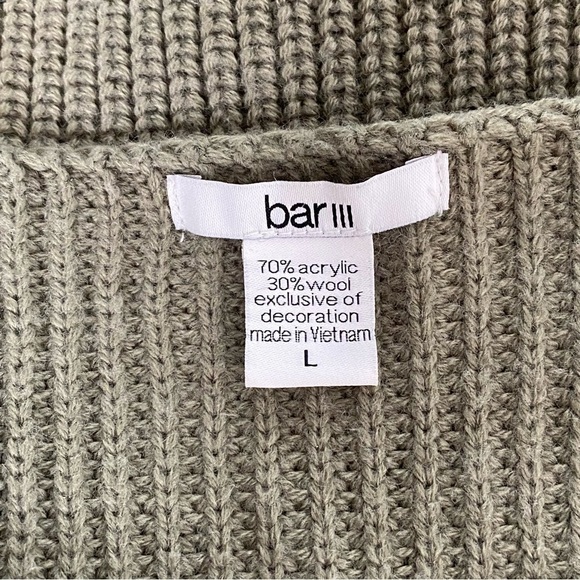 bar III
70% acrylic
30% wool
exclusive of
decoration
made in Vietnam
L